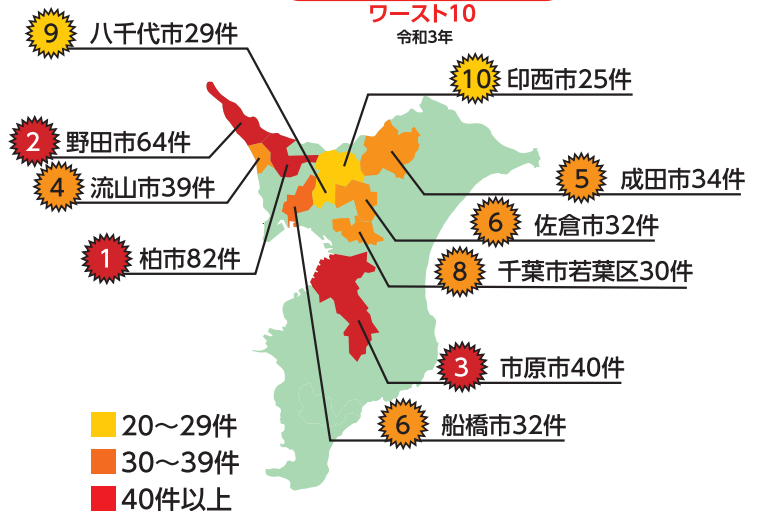 ワースト10
令和3年
9 八千代市29件
10 印西市25件
2 野田市64件
4 流山市39件
5 成田市34件
6 佐倉市32件
1 柏市82件
8 千葉市若葉区30件
3 市原市40件
6 船橋市32件
20〜29件
30〜39件
40件以上